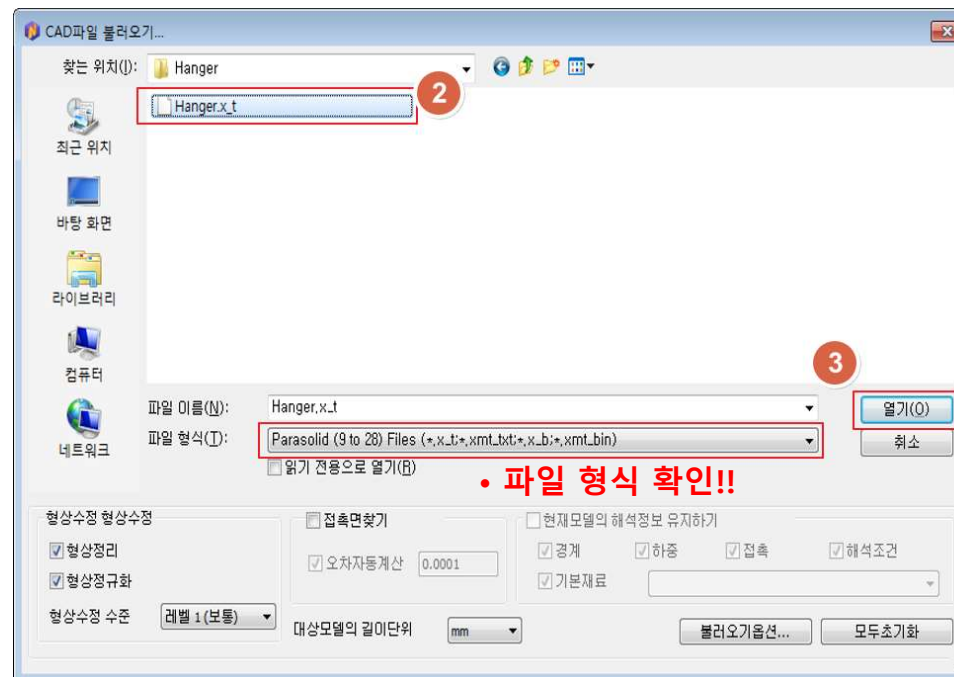 CAD파일 불러오기...
찾는 위치(I): Hanger
2
Hanger.x_t
최근 위치
바탕 화면
라이브러리
컴퓨터
네트워크
3
파일 이름(N): Hanger.x_t 열기(O)
파일 형식(T): Parasolid (9 to 28) Files (*.x_t;*.xmt_txt;*.x_b;*.xmt_bin) 취소
읽기 전용으로 열기(R)
• 파일 형식 확인!!
형상수정 형상수정 접촉면찾기 현재모델의 해석정보 유지하기
형상정리 오차자동계산 0.0001 경계 하중 접촉 해석조건
형상정규화 기본재료
형상수정 수준 레벨 1 (보통) 대상모델의 길이단위 mm 불러오기옵션... 모두초기화